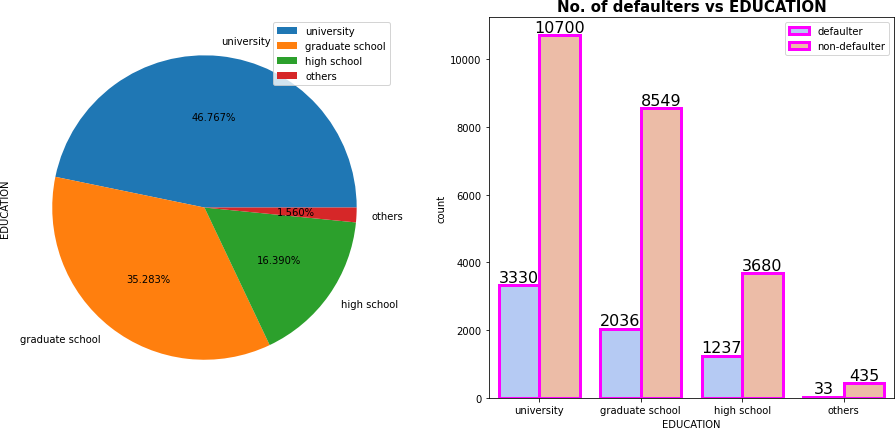 university
graduate school
high school
others
university
46.767%
EDUCATION
1.560%
others
16.390%
35.283%
high school
graduate school
No. of defaulters vs EDUCATION
defaulter
non-defaulter
10700
10000
8549
8000
count
6000
4000
3680
3330
2036
2000
1237
435
33
0
university
graduate school
high school
others
EDUCATION